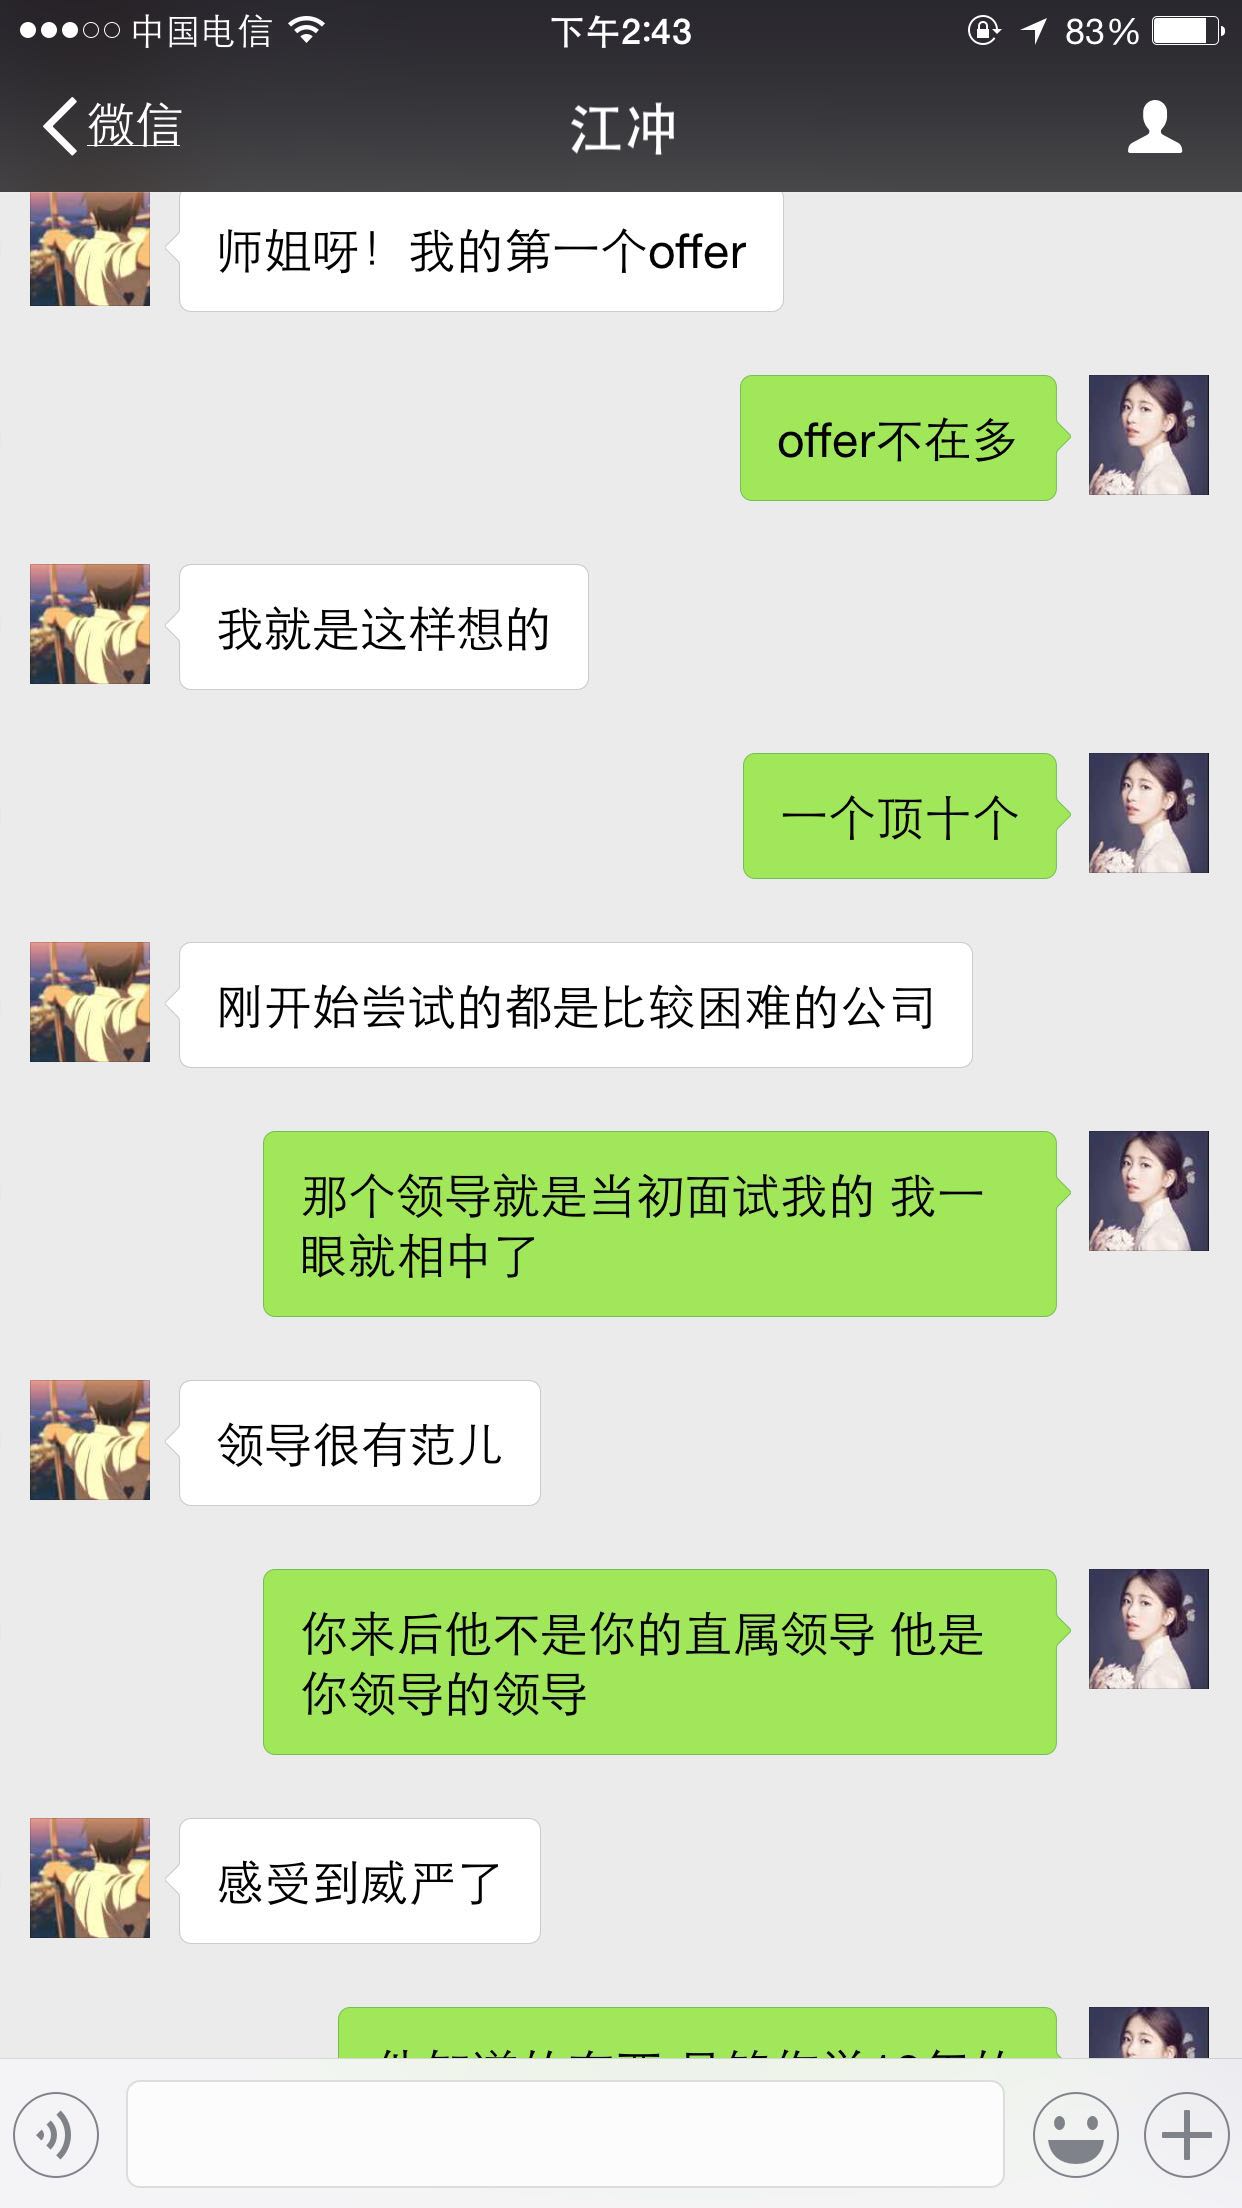 中国电信 下午2:43 83%
微信 江冲
师姐呀！我的第一个offer
offer不在多
我就是这样想的
一个顶十个
刚开始尝试的都是比较困难的公司
那个领导就是当初面试我的 我一
眼就相中了
领导很有范儿
你来后他不是你的直属领导 他是
你领导的领导
感受到威严了